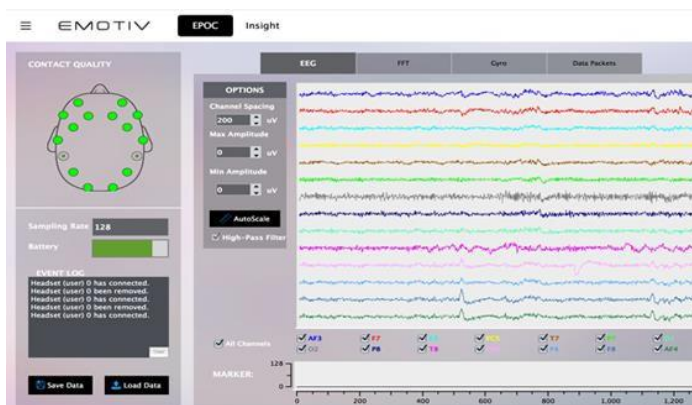 EMOTIV EPOC Insight
CONTACT QUALITY
EEG FFT Gyro Data Packets
OPTIONS
Channel Spacing
200 uV
Max Amplitude
0 uV
Min Amplitude
0 uV
AutoScale
High-Pass Filter
Sampling Rate 128
Battery
EVENT LOG
Headset (user) 0 has connected.
Headset (user) 0 been removed.
Headset (user) 0 has connected.
Headset (user) 0 been removed.
Headset (user) 0 has connected.
Save Data Load Data
All Channels
AF3 F7 FC5 T7
O2 P8 T8 F8 AF4
MARKER:
128
0
0 200 400 600 800 1,000 1,200